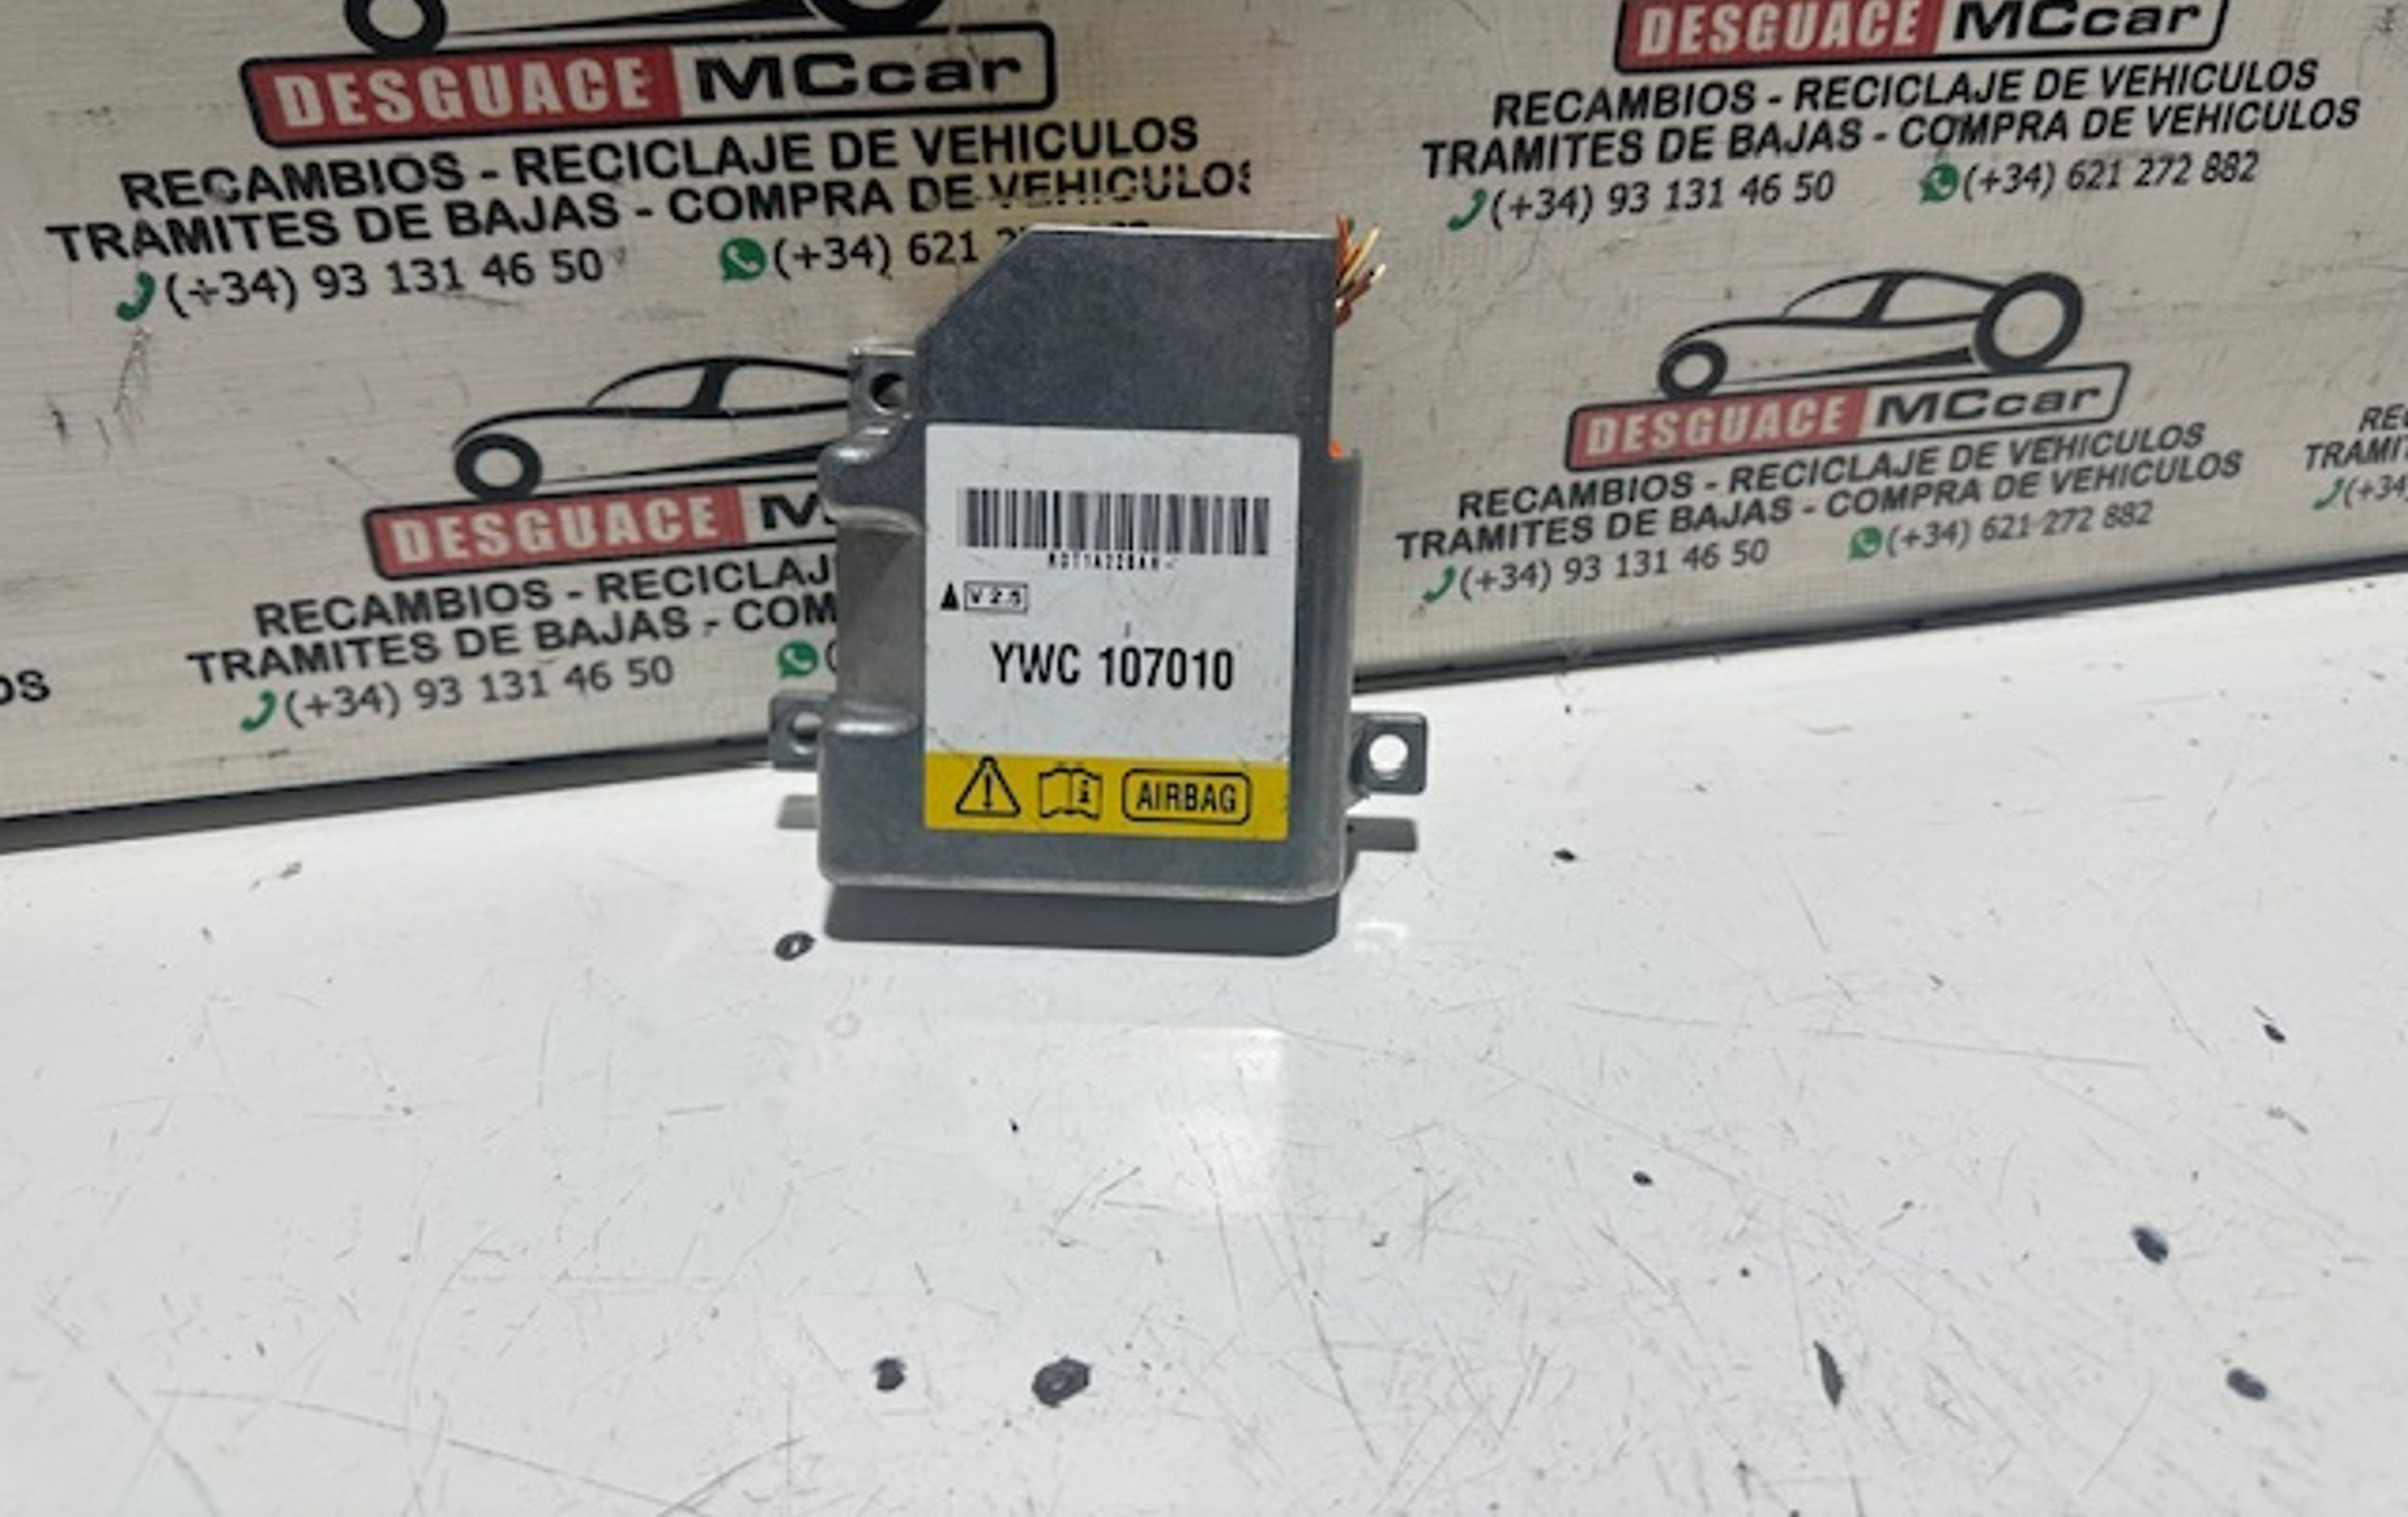 DESGUACE MCcar
RECAMBIOS - RECICLAJE DE VEHICULOS
TRAMITES DE BAJAS - COMPRA DE VEHICULOS
(+34) 93 131 46 50 (+34) 621
DESGUACE MCcar
RECAMBIOS - RECICLAJE DE VEHICULOS
TRAMITES DE BAJAS - COMPRA DE VEHICULOS
(+34) 93 131 46 50 (+34) 621 272 882
DESGUACE
RECAMBIOS - RECICLAJ
TRAMITES DE BAJAS - COM
(+34) 93 131 46 50
DESGUACE MCcar
RECAMBIOS - RECICLAJE DE VEHICULOS
TRAMITES DE BAJAS - COMPRA DE VEHICULOS
(+34) 93 131 46 50 (+34) 621 272 882
REC
TRAMI
(+34
OS
V 2.5
YWC 107010
AIRBAG